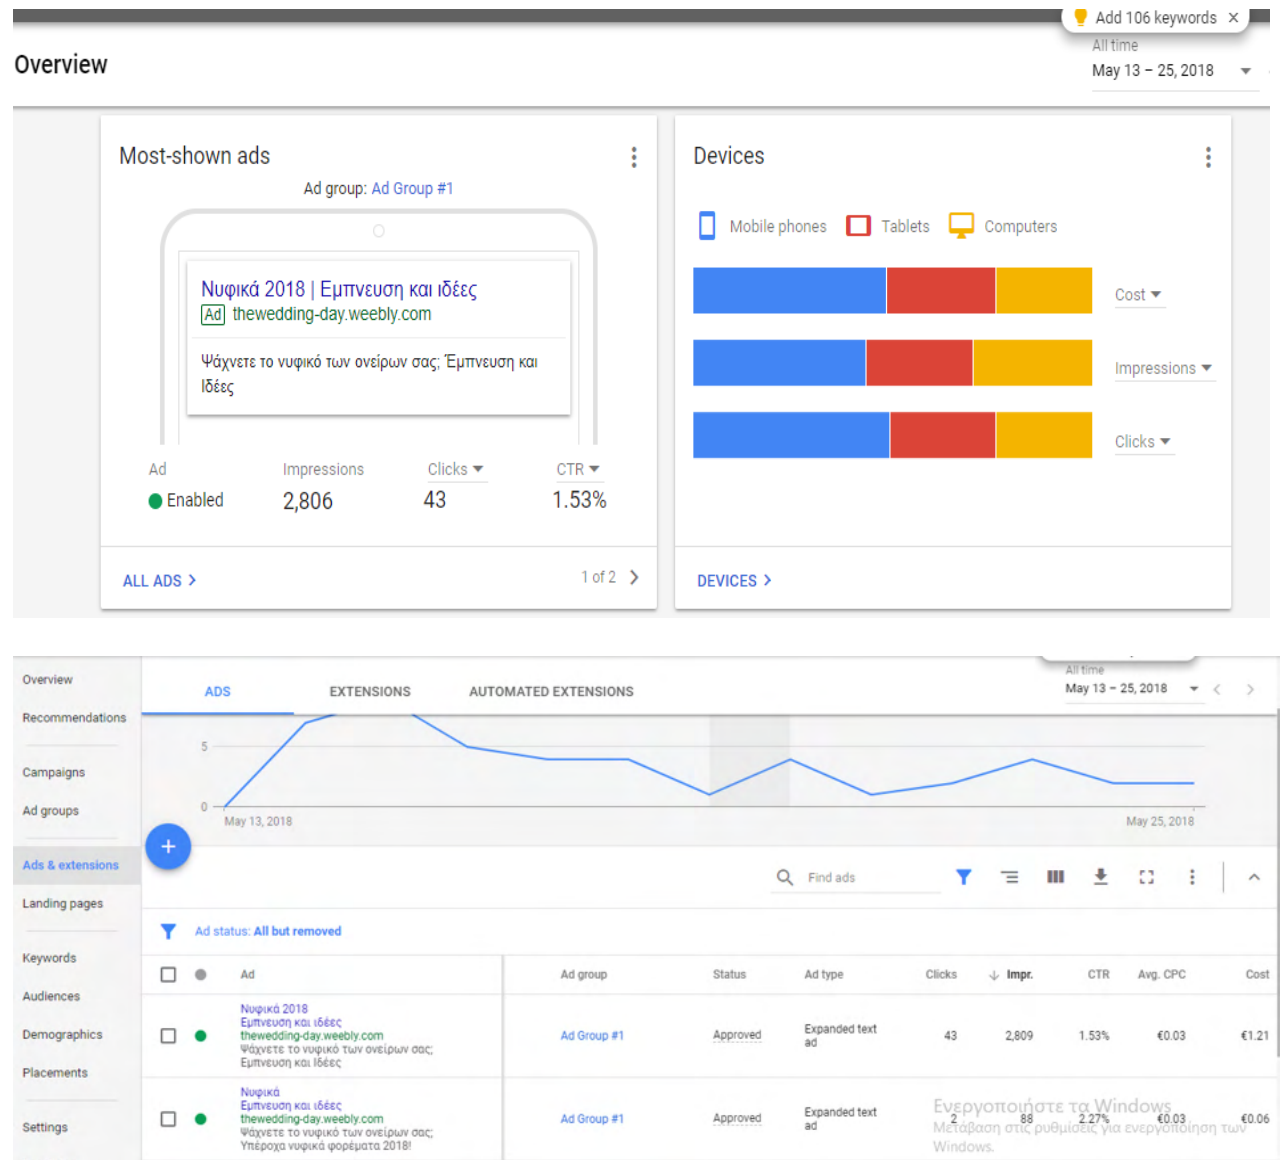 Add 106 keywords ×
All time
May 13 – 25, 2018
Overview
Most-shown ads
Ad group: Ad Group #1
Νυφικά 2018 | Εμπνευση και ιδέες
Ad thewedding-day.weebly.com
Ψάχνετε το νυφικό των ονείρων σας; Έμπνευση και
Ιδέες
Ad Impressions Clicks CTR
Enabled 2,806 43 1.53%
ALL ADS > 1 of 2 >
Devices
Mobile phones Tablets Computers
Cost
Impressions
Clicks
DEVICES >
Overview
Recommendations
Campaigns
Ad groups
Ads & extensions
Landing pages
Keywords
Audiences
Demographics
Placements
Settings
ADS EXTENSIONS AUTOMATED EXTENSIONS
All time
May 13 – 25, 2018 < >
5
0
May 13, 2018 May 25, 2018
+
Find ads
Ad status: All but removed
Ad Ad group Status Ad type Clicks ↓ Impr. CTR Avg. CPC Cost
Νυφικά 2018
Εμπνευση και ιδέες
thewedding-day.weebly.com
Ψάχνετε το νυφικό των ονείρων σας;
Εμπνευση και Ιδέες
Ad Group #1 Approved Expanded text
ad
43 2,809 1.53% €0.03 €1.21
Νυφικά
Εμπνευση και ιδέες
thewedding-day.weebly.com
Ψάχνετε το νυφικό των ονείρων σας;
Υπέροχα νυφικά φορέματα 2018!
Ad Group #1 Approved Expanded text
ad
2 88 2.27% €0.03 €0.06
Ενεργοποιήστε τα Windows
Μετάβαση στις ρυθμίσεις για ενεργοποίηση των
Windows.